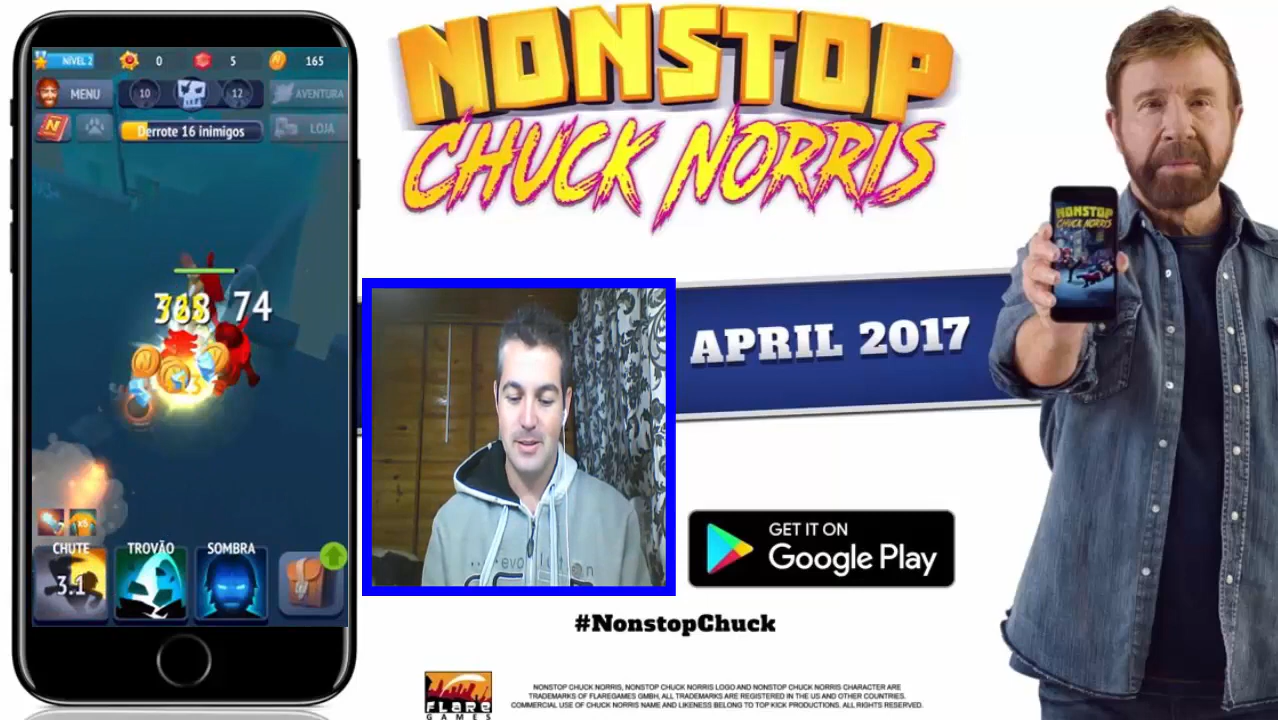 NÍVEL 2
0
5
165
MENU
10
12
AVENTURA
N
Derrote 16 inimigos
LOJA
368 74
CHUTE
TROVÃO
SOMBRA
3.1
NONSTOP
CHUCK NORRIS
NONSTOP
CHUCK NORRIS
APRIL 2017
...evolution
GET IT ON
Google Play
#NonstopChuck
FLARE
GAMES
NONSTOP CHUCK NORRIS, NONSTOP CHUCK NORRIS LOGO AND NONSTOP CHUCK NORRIS CHARACTER ARE
TRADEMARKS OF FLAREGAMES GMBH, ALL TRADEMARKS ARE REGISTERED IN THE US AND OTHER COUNTRIES.
COMMERCIAL USE OF CHUCK NORRIS NAME AND LIKENESS BELONG TO TOP KICK PRODUCTIONS. ALL RIGHTS RESERVED.